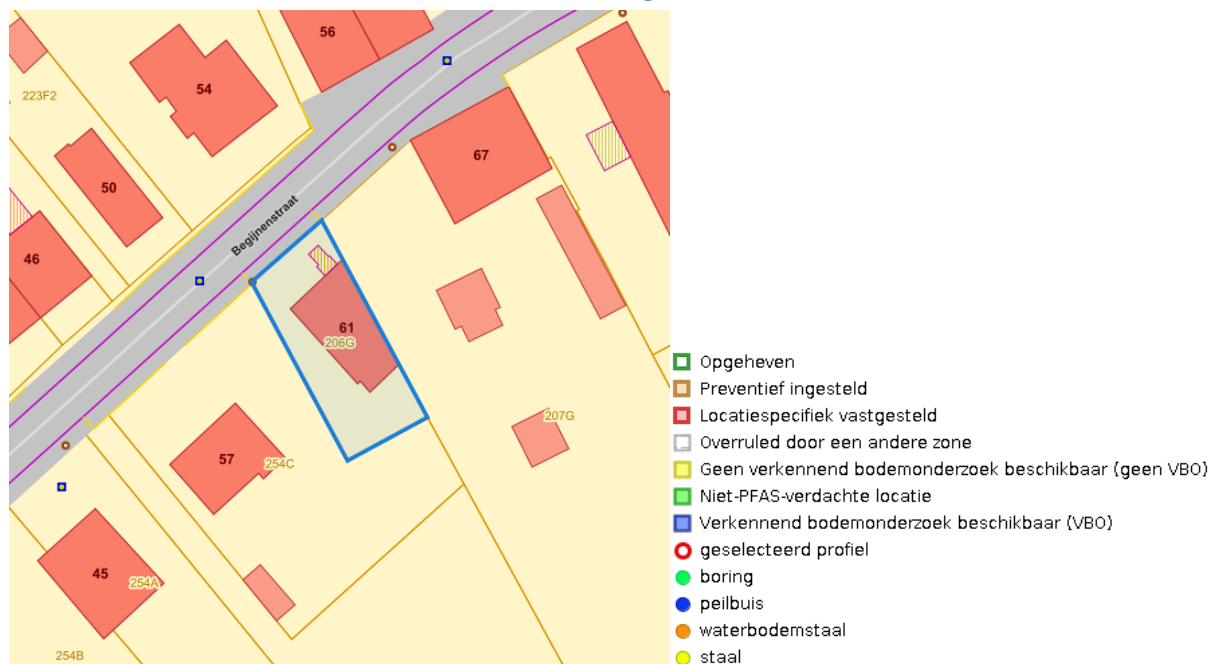 56
54
223F2
67
50
Begijnenstraat
46
61
206G
207G
57
254C
45
254A
254B
Opgeheven
Preventief ingesteld
Locatiespecifiek vastgesteld
Overruled door een andere zone
Geen verkennend bodemonderzoek beschikbaar (geen VBO)
Niet-PFAS-verdachte locatie
Verkennend bodemonderzoek beschikbaar (VBO)
geselecteerd profiel
boring
peilbuis
waterbodemstaal
staal